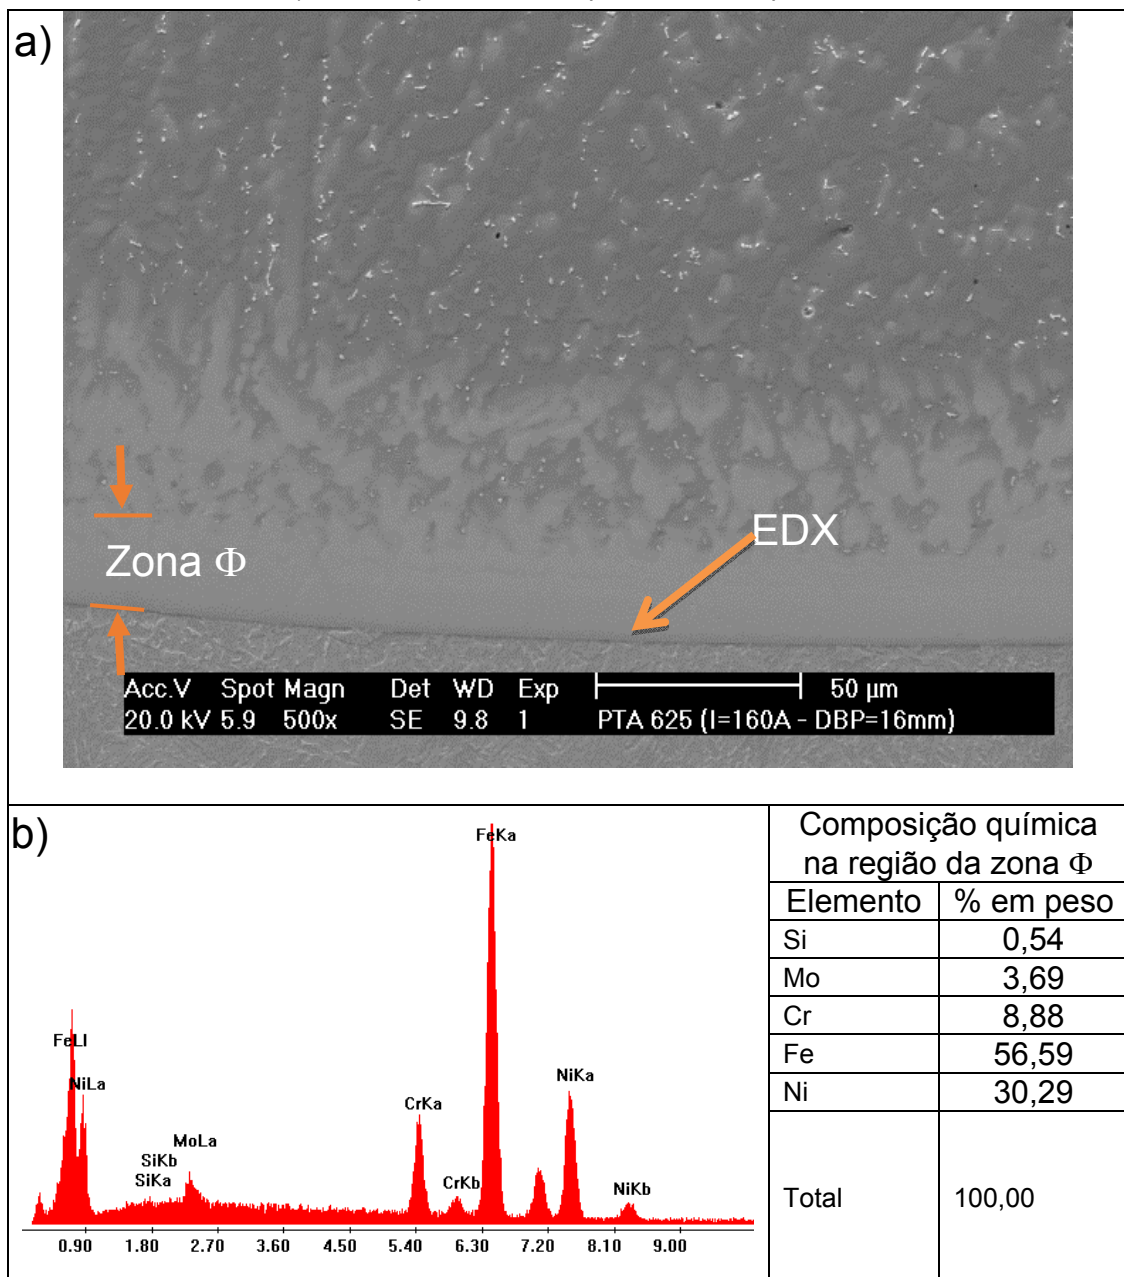 a)
Zona Φ
EDX
Acc.V Spot Magn Det WD Exp 50 µm
20.0 kV 5.9 500x SE 9.8 1 PTA 625 (I=160A - DBP=16mm)
b)
FeKa
FeLl
NiLa
SiKb
SiKa
MoLa
CrKa
CrKb
NiKa
NiKb
0.90 1.80 2.70 3.60 4.50 5.40 6.30 7.20 8.10 9.00
Composição química
na região da zona Φ
Elemento % em peso
Si 0,54
Mo 3,69
Cr 8,88
Fe 56,59
Ni 30,29
Total 100,00